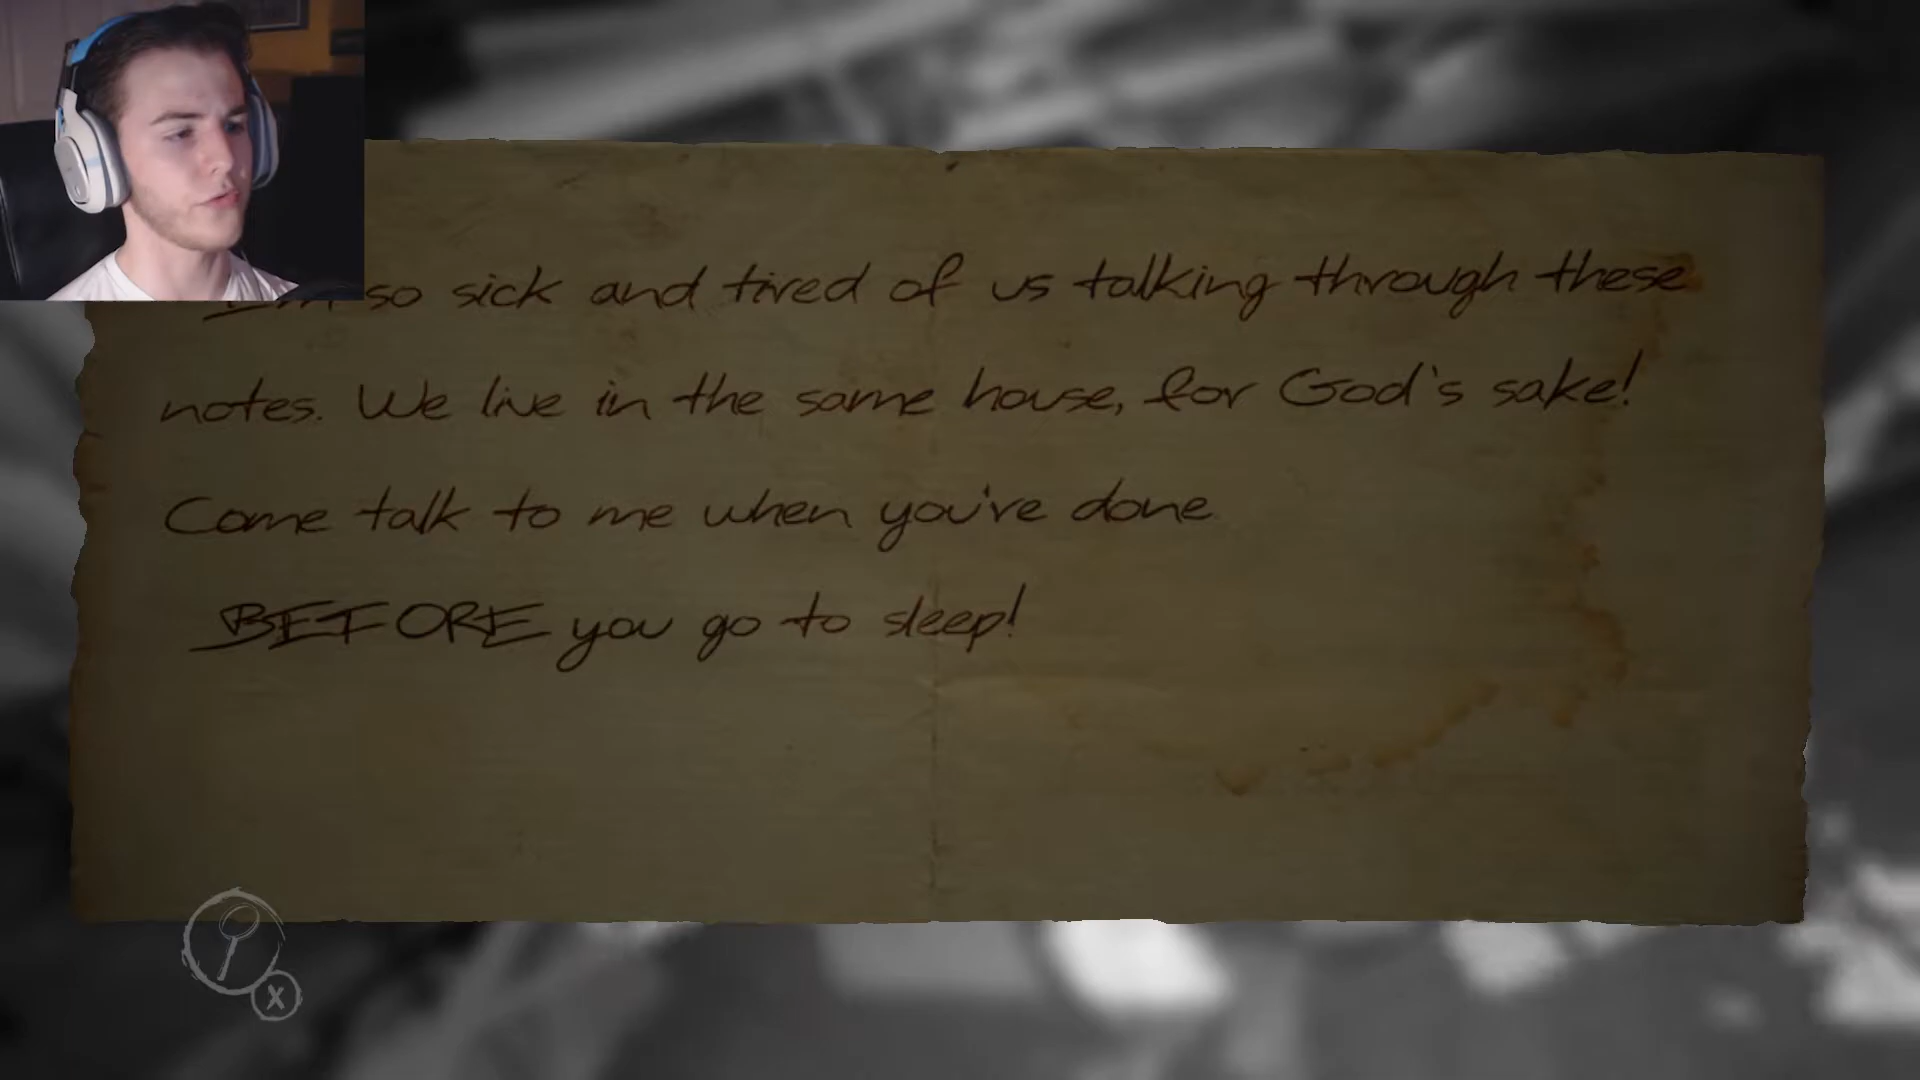 I'm so sick and tired of us talking through these
notes. We live in the same house, for God's sake!
Come talk to me when you're done
BEFORE you go to sleep!
X